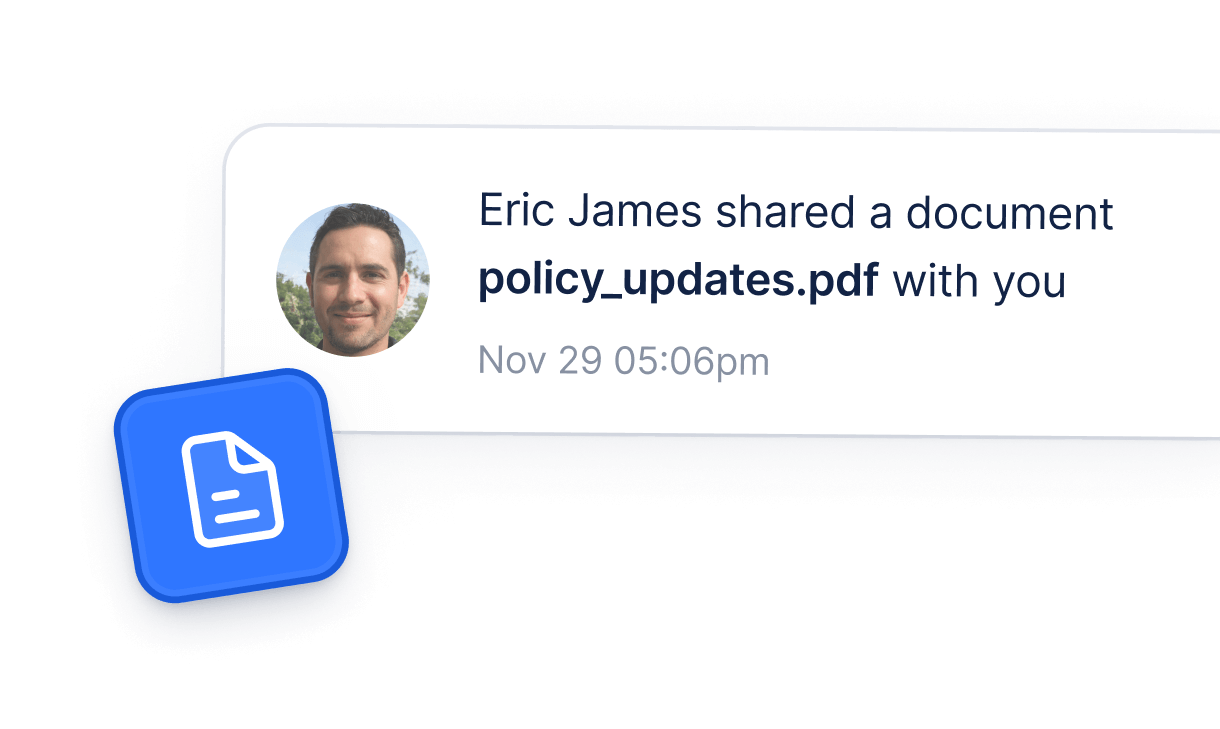 Eric James shared a document
policy_updates.pdf with you
Nov 29 05:06pm